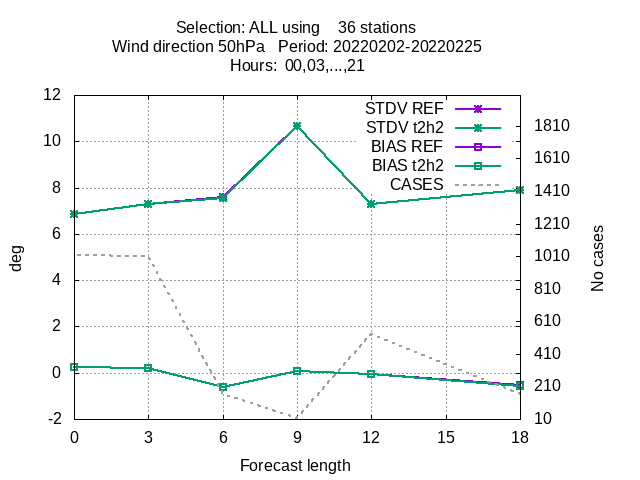 Selection: ALL using    36 stations
Wind direction 50hPa   Period: 20220202-20220225
Hours:  00,03,...,21
STDV REF
STDV t2h2
BIAS REF
BIAS t2h2
CASES
deg
12
10
8
6
4
2
0
-2
1810
1610
1410
1210
1010
810
610
410
210
10
No cases
0 3 6 9 12 15 18
Forecast length